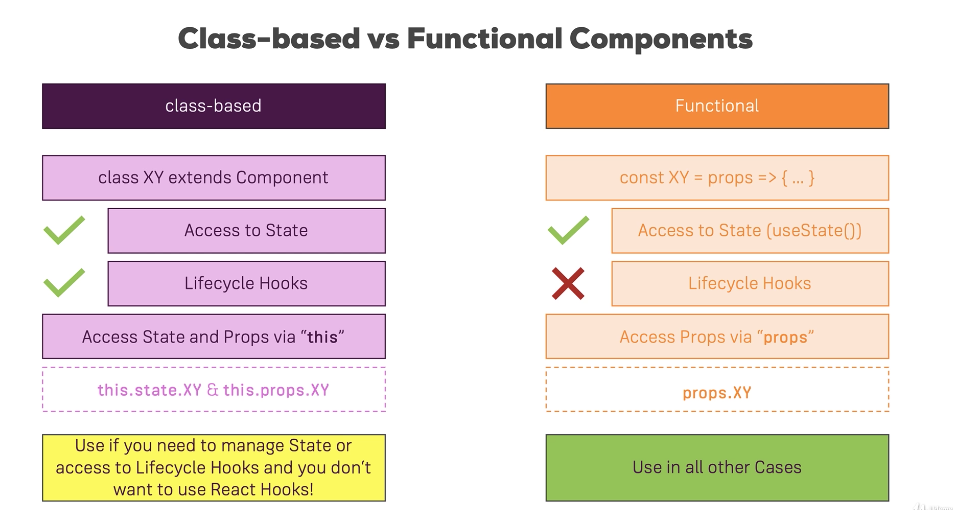 Class-based vs Functional Components
class-based
Functional
class XY extends Component
const XY = props => { ... }
Access to State
Access to State (useState())
Lifecycle Hooks
Lifecycle Hooks
Access State and Props via “this”
Access Props via “props”
this.state.XY & this.props.XY
props.XY
Use if you need to manage State or
access to Lifecycle Hooks and you don’t
want to use React Hooks!
Use in all other Cases